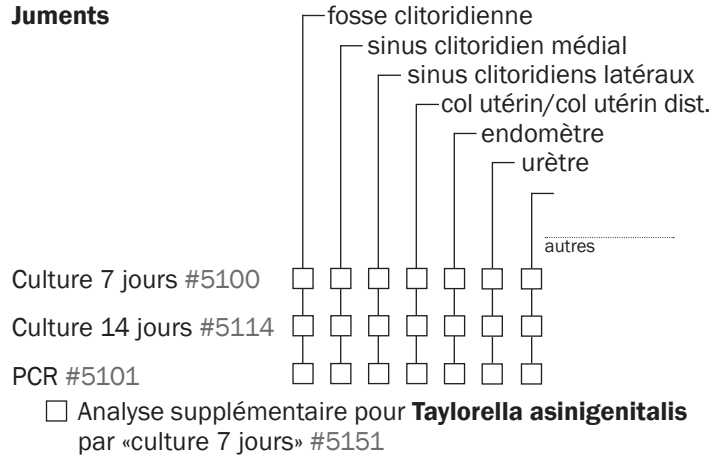 Juments
fosse clitoridienne
sinus clitoridien médial
sinus clitoridiens latéraux
col utérin/col utérin dist.
endomètre
urètre
autres
Culture 7 jours #5100
Culture 14 jours #5114
PCR #5101
Analyse supplémentaire pour Taylorella asinigenitalis
par «culture 7 jours» #5151